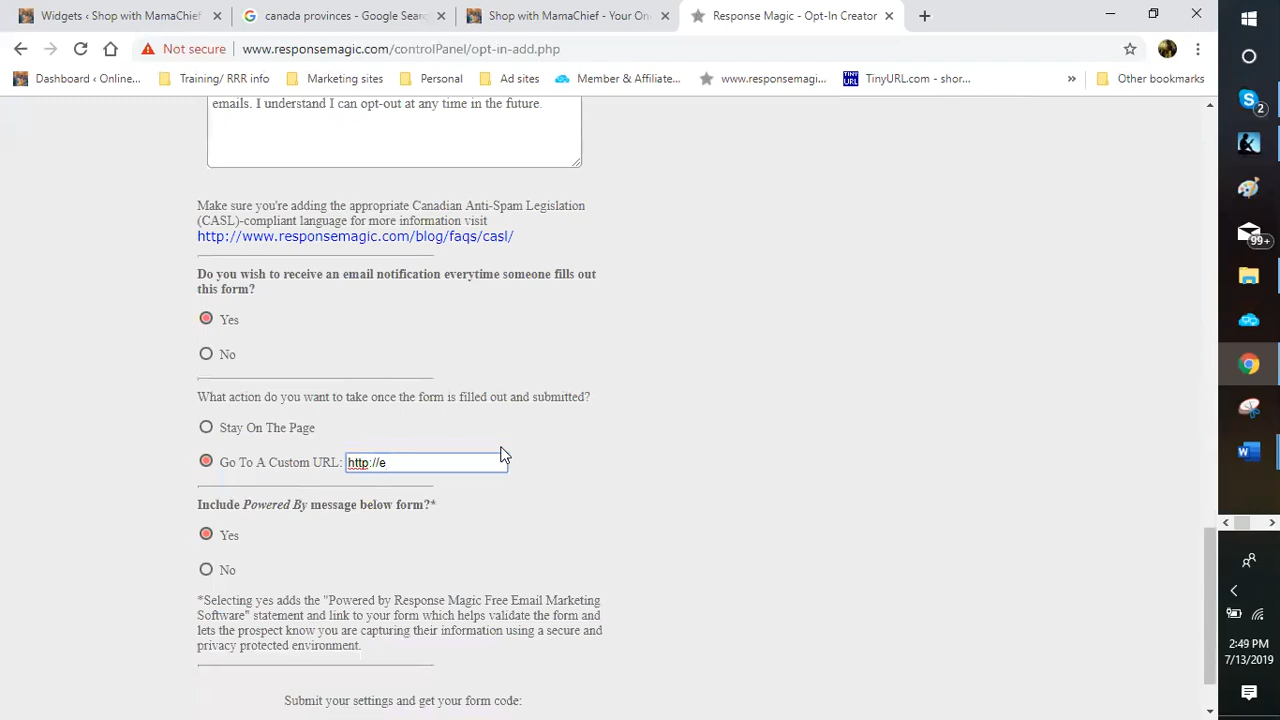 Widgets ‹ Shop with MamaChief
canada provinces - Google Searc
Shop with MamaChief - Your On
Response Magic - Opt-In Creator
Not secure
www.responsemagic.com/controlPanel/opt-in-add.php
Dashboard ‹ Online...
Training/ RRR info
Marketing sites
Personal
Ad sites
Member & Affiliate...
www.responsemagi...
TINY
URL
TinyURL.com - shor...
»
Other bookmarks
emails. I understand I can opt-out at any time in the future.
Make sure you're adding the appropriate Canadian Anti-Spam Legislation
(CASL)-compliant language for more information visit
http://www.responsemagic.com/blog/faqs/casl/
Do you wish to receive an email notification everytime someone fills out
this form?
Yes
No
What action do you want to take once the form is filled out and submitted?
Stay On The Page
Go To A Custom URL: http://e
Include Powered By message below form?*
Yes
No
*Selecting yes adds the "Powered by Response Magic Free Email Marketing
Software" statement and link to your form which helps validate the form and
lets the prospect know you are capturing their information using a secure and
privacy protected environment.
Submit your settings and get your form code:
2
99+
2:49 PM
7/13/2019